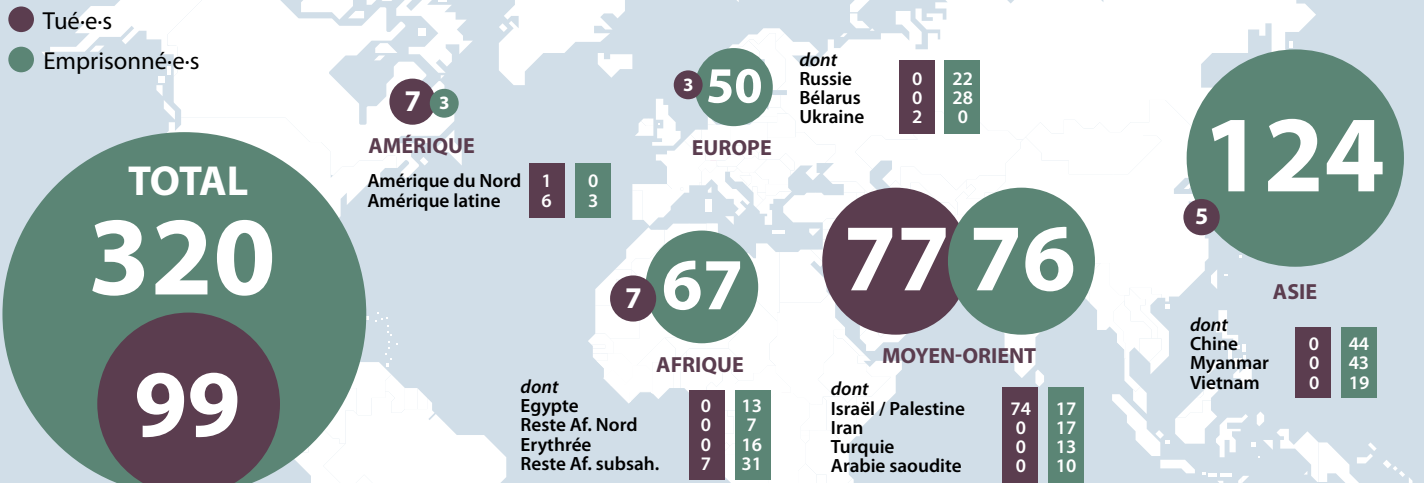 Tué·e·s
Emprisonné·e·s
TOTAL
320
99
7 3
AMÉRIQUE
Amérique du Nord 1 0
Amérique latine 6 3
3 50
EUROPE
dont
Russie 0 22
Bélarus 0 28
Ukraine 2 0
7 67
AFRIQUE
dont
Egypte 0 13
Reste Af. Nord 0 7
Erythrée 0 16
Reste Af. subsah. 7 31
77 76
MOYEN-ORIENT
dont
Israël / Palestine 74 17
Iran 0 17
Turquie 0 13
Arabie saoudite 0 10
124
5
ASIE
dont
Chine 0 44
Myanmar 0 43
Vietnam 0 19